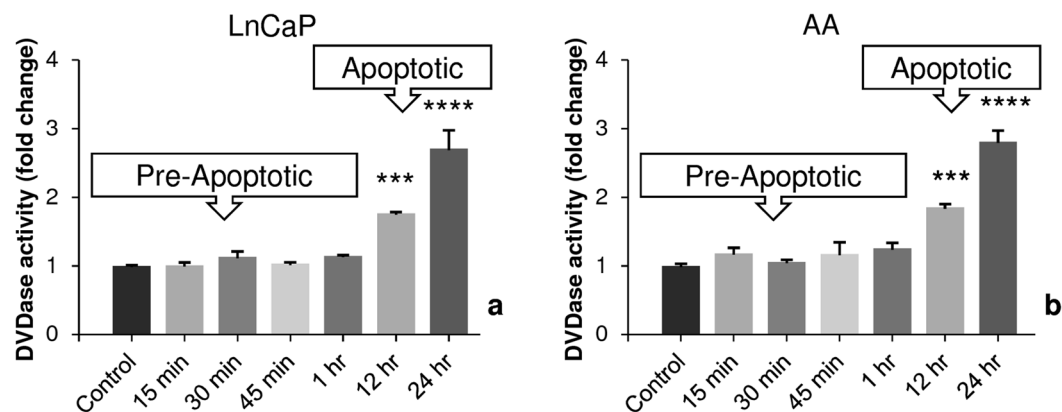 LnCaP
DVDase activity (fold change)
4
3
2
1
0
Pre-Apoptotic
Apoptotic
***
****
Control
15 min
30 min
45 min
1 hr
12 hr
24 hr
a
AA
DVDase activity (fold change)
4
3
2
1
0
Pre-Apoptotic
Apoptotic
***
****
Control
15 min
30 min
45 min
1 hr
12 hr
24 hr
b